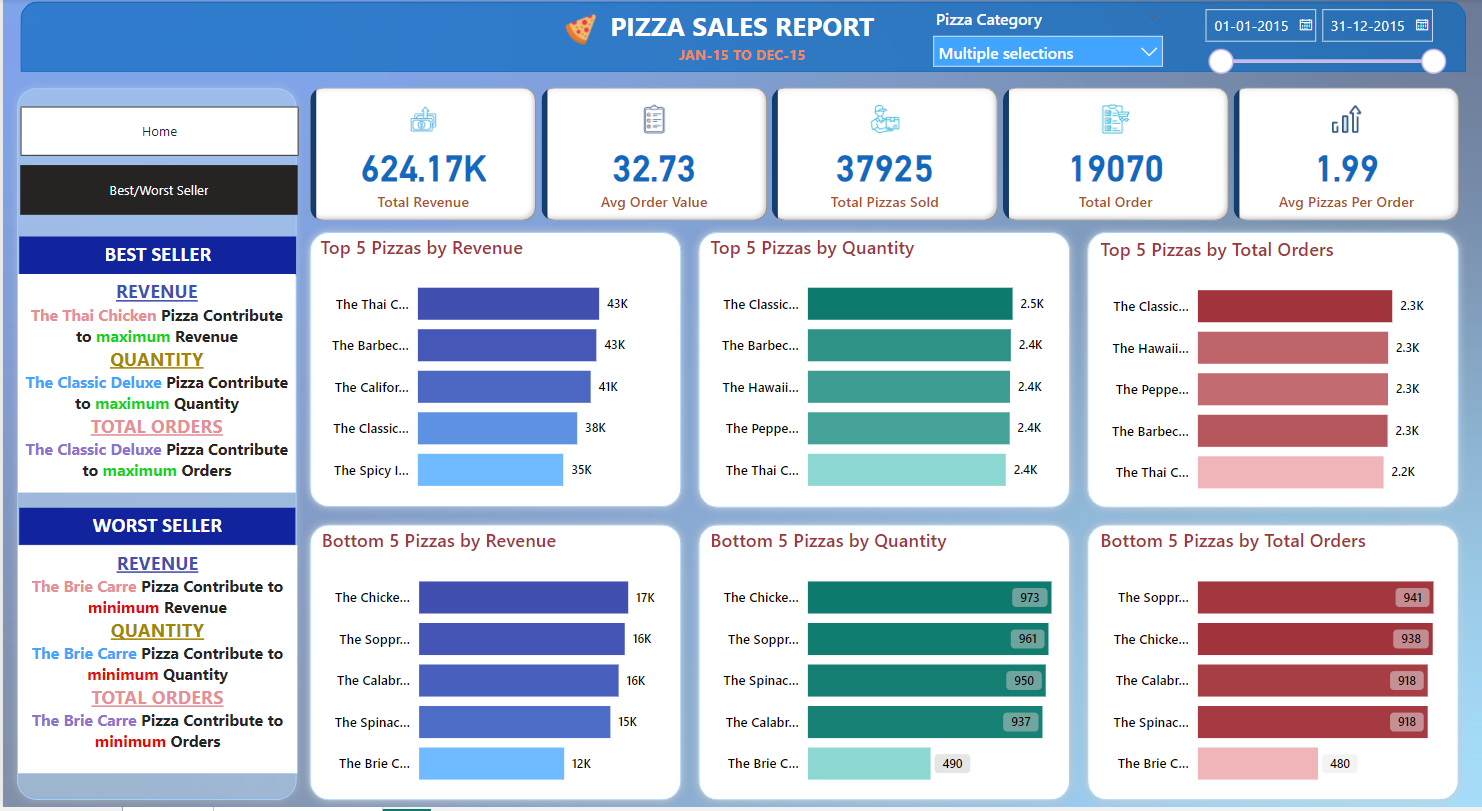 PIZZA SALES REPORT
JAN-15 TO DEC-15
Pizza Category
Multiple selections
01-01-2015
31-12-2015
Home
Best/Worst Seller
624.17K
Total Revenue
32.73
Avg Order Value
37925
Total Pizzas Sold
19070
Total Order
1.99
Avg Pizzas Per Order
BEST SELLER
REVENUE
The Thai Chicken Pizza Contribute
to maximum Revenue
QUANTITY
The Classic Deluxe Pizza Contribute
to maximum Quantity
TOTAL ORDERS
The Classic Deluxe Pizza Contribute
to maximum Orders
WORST SELLER
REVENUE
The Brie Carre Pizza Contribute to
minimum Revenue
QUANTITY
The Brie Carre Pizza Contribute to
minimum Quantity
TOTAL ORDERS
The Brie Carre Pizza Contribute to
minimum Orders
Top 5 Pizzas by Revenue
The Thai C... 43K
The Barbec... 43K
The Califor... 41K
The Classic... 38K
The Spicy I... 35K
Top 5 Pizzas by Quantity
The Classic... 2.5K
The Barbec... 2.4K
The Hawaii... 2.4K
The Peppe... 2.4K
The Thai C... 2.4K
Top 5 Pizzas by Total Orders
The Classic... 2.3K
The Hawaii... 2.3K
The Peppe... 2.3K
The Barbec... 2.3K
The Thai C... 2.2K
Bottom 5 Pizzas by Revenue
The Chicke... 17K
The Soppr... 16K
The Calabr... 16K
The Spinac... 15K
The Brie C... 12K
Bottom 5 Pizzas by Quantity
The Chicke... 973
The Soppr... 961
The Spinac... 950
The Calabr... 937
The Brie C... 490
Bottom 5 Pizzas by Total Orders
The Soppr... 941
The Chicke... 938
The Calabr... 918
The Spinac... 918
The Brie C... 480